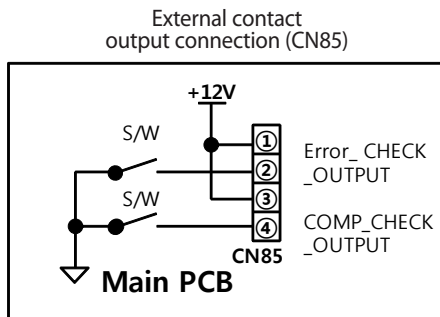 External contact
output connection (CN85)
+12V
S/W
①
Error_ CHECK
②
_OUTPUT
S/W
③
COMP_CHECK
④
_OUTPUT
CN85
Main PCB